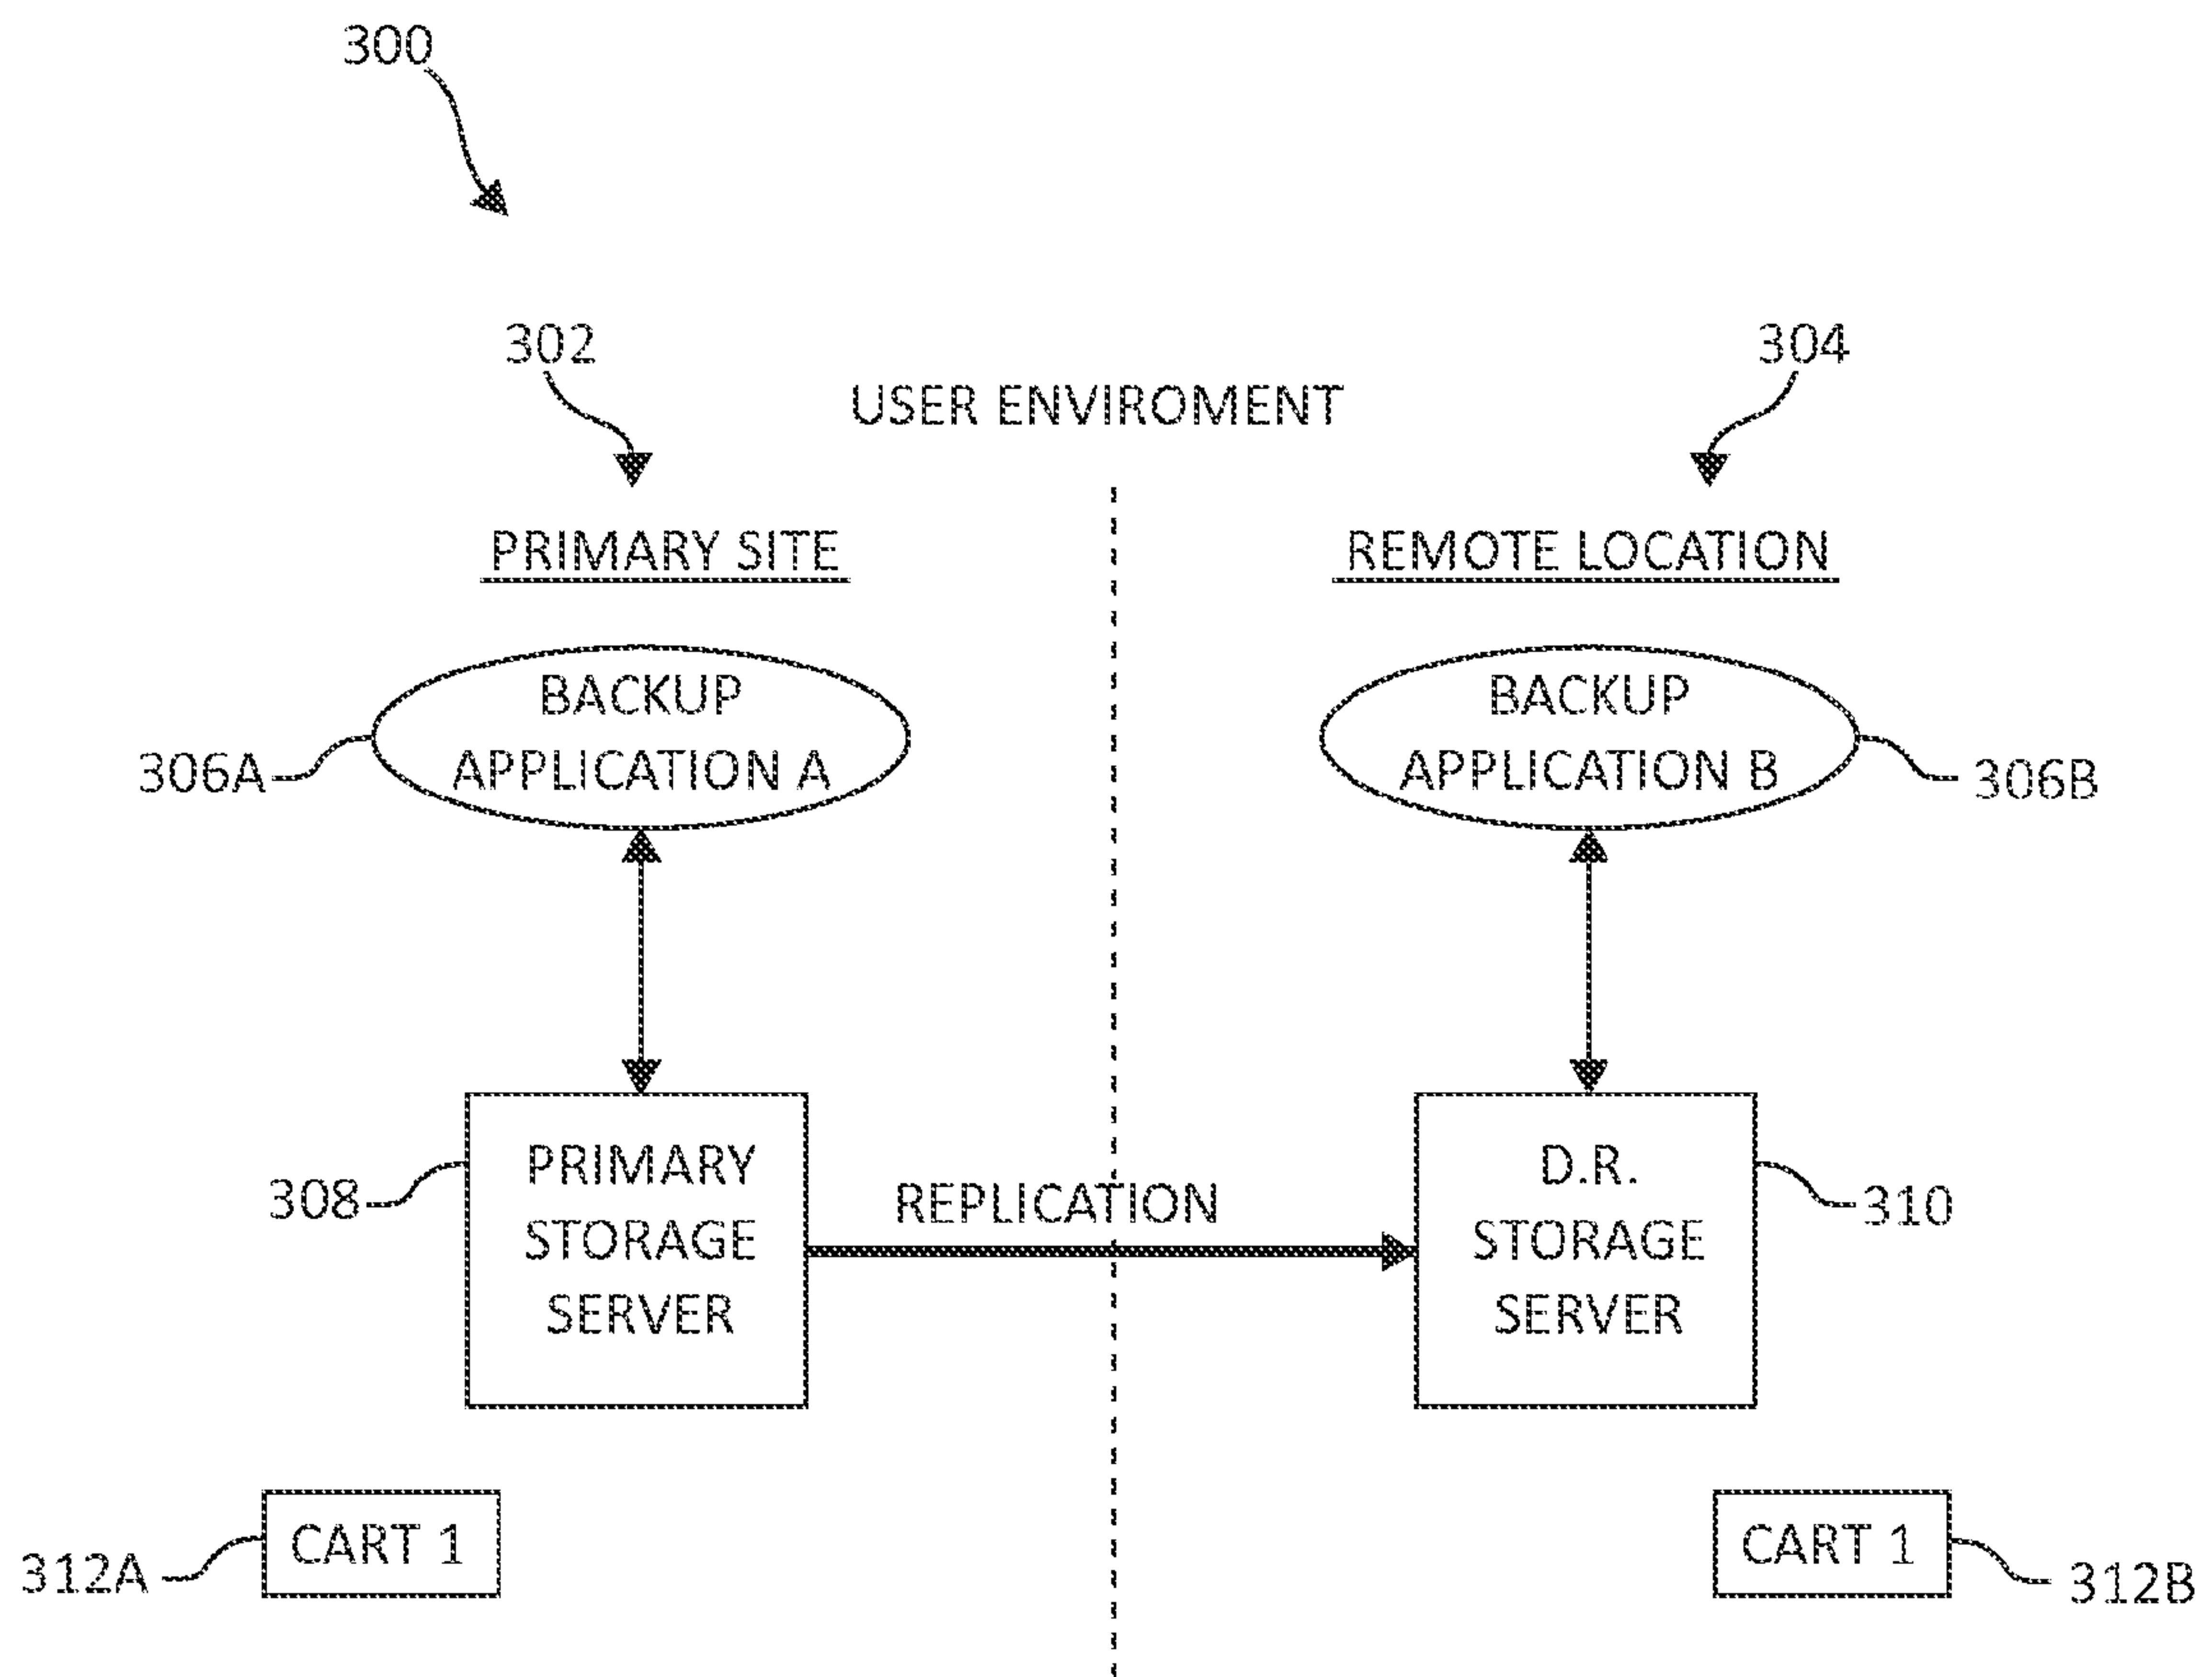 300
302
304
USER ENVIROMENT
PRIMARY SITE
REMOTE LOCATION
BACKUP
APPLICATION A
306A
BACKUP
APPLICATION B
306B
PRIMARY
STORAGE
SERVER
308
REPLICATION
D.R.
STORAGE
SERVER
310
CART 1
312A
CART 1
312B